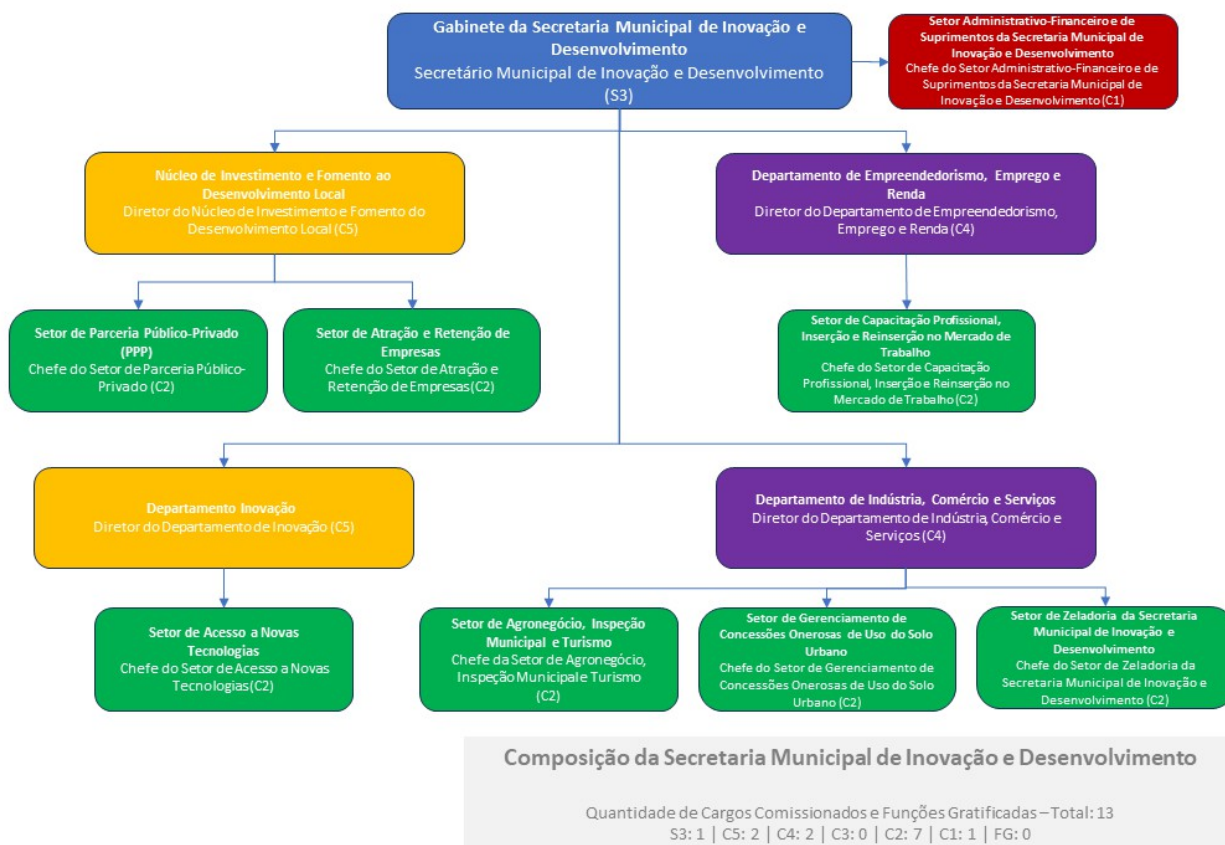 Gabinete da Secretaria Municipal de Inovação e
Desenvolvimento
Secretário Municipal de Inovação e Desenvolvimento
(S3)
Setor Administrativo-Financeiro e de
Suprimentos da Secretaria Municipal de
Inovação e Desenvolvimento
Chefe do Setor Administrativo-Financeiro e de
Suprimentos da Secretaria Municipal de
Inovação e Desenvolvimento (C1)
Núcleo de Investimento e Fomento ao
Desenvolvimento Local
Diretor do Núcleo de Investimento e Fomento do
Desenvolvimento Local (C5)
Departamento de Empreendedorismo, Emprego e
Renda
Diretor do Departamento de Empreendedorismo,
Emprego e Renda (C4)
Setor de Parceria Público-Privado
(PPP)
Chefe do Setor de Parceria Público-
Privado (C2)
Setor de Atração e Retenção de
Empresas
Chefe do Setor de Atração e
Retenção de Empresas (C2)
Setor de Capacitação Profissional,
Inserção e Reinserção no Mercado de
Trabalho
Chefe do Setor de Capacitação
Profissional, Inserção e Reinserção no
Mercado de Trabalho (C2)
Departamento Inovação
Diretor do Departamento de Inovação (C5)
Departamento de Indústria, Comércio e Serviços
Diretor do Departamento de Indústria, Comércio e
Serviços (C4)
Setor de Acesso a Novas
Tecnologias
Chefe do Setor de Acesso a Novas
Tecnologias (C2)
Setor de Agronegócio, Inspeção
Municipal e Turismo
Chefe da Setor de Agronegócio,
Inspeção Municipal e Turismo
(C2)
Setor de Gerenciamento de
Concessões Onerosas de Uso do Solo
Urbano
Chefe do Setor de Gerenciamento de
Concessões Onerosas de Uso do Solo
Urbano (C2)
Setor de Zeladoria da Secretaria
Municipal de Inovação e
Desenvolvimento
Chefe do Setor de Zeladoria da
Secretaria Municipal de Inovação e
Desenvolvimento (C2)
Composição da Secretaria Municipal de Inovação e Desenvolvimento
Quantidade de Cargos Comissionados e Funções Gratificadas – Total: 13
S3: 1 | C5: 2 | C4: 2 | C3: 0 | C2: 7 | C1: 1 | FG: 0